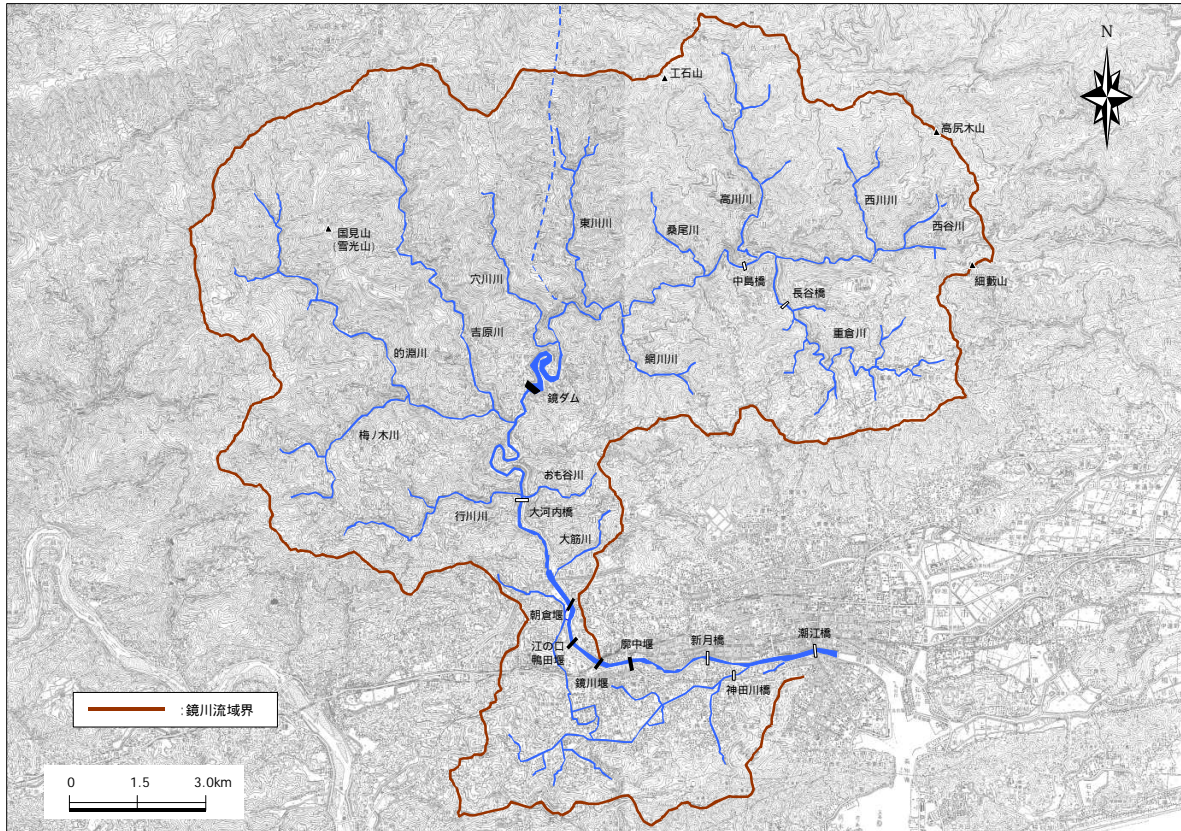 N
工石山
高尻木山
東川川
高川川
西川川
桑尾川
西谷川
国見山
(雪光山)
穴川川
中島橋
細藪山
長谷橋
吉原川
重倉川
的淵川
網川川
鏡ダム
梅ノ木川
おも谷川
行川川
大河内橋
大筋川
朝倉堰
江の口
鴨田堰
廓中堰
新月橋
潮江橋
鏡川堰
神田川橋
:鏡川流域界
0 1.5 3.0km